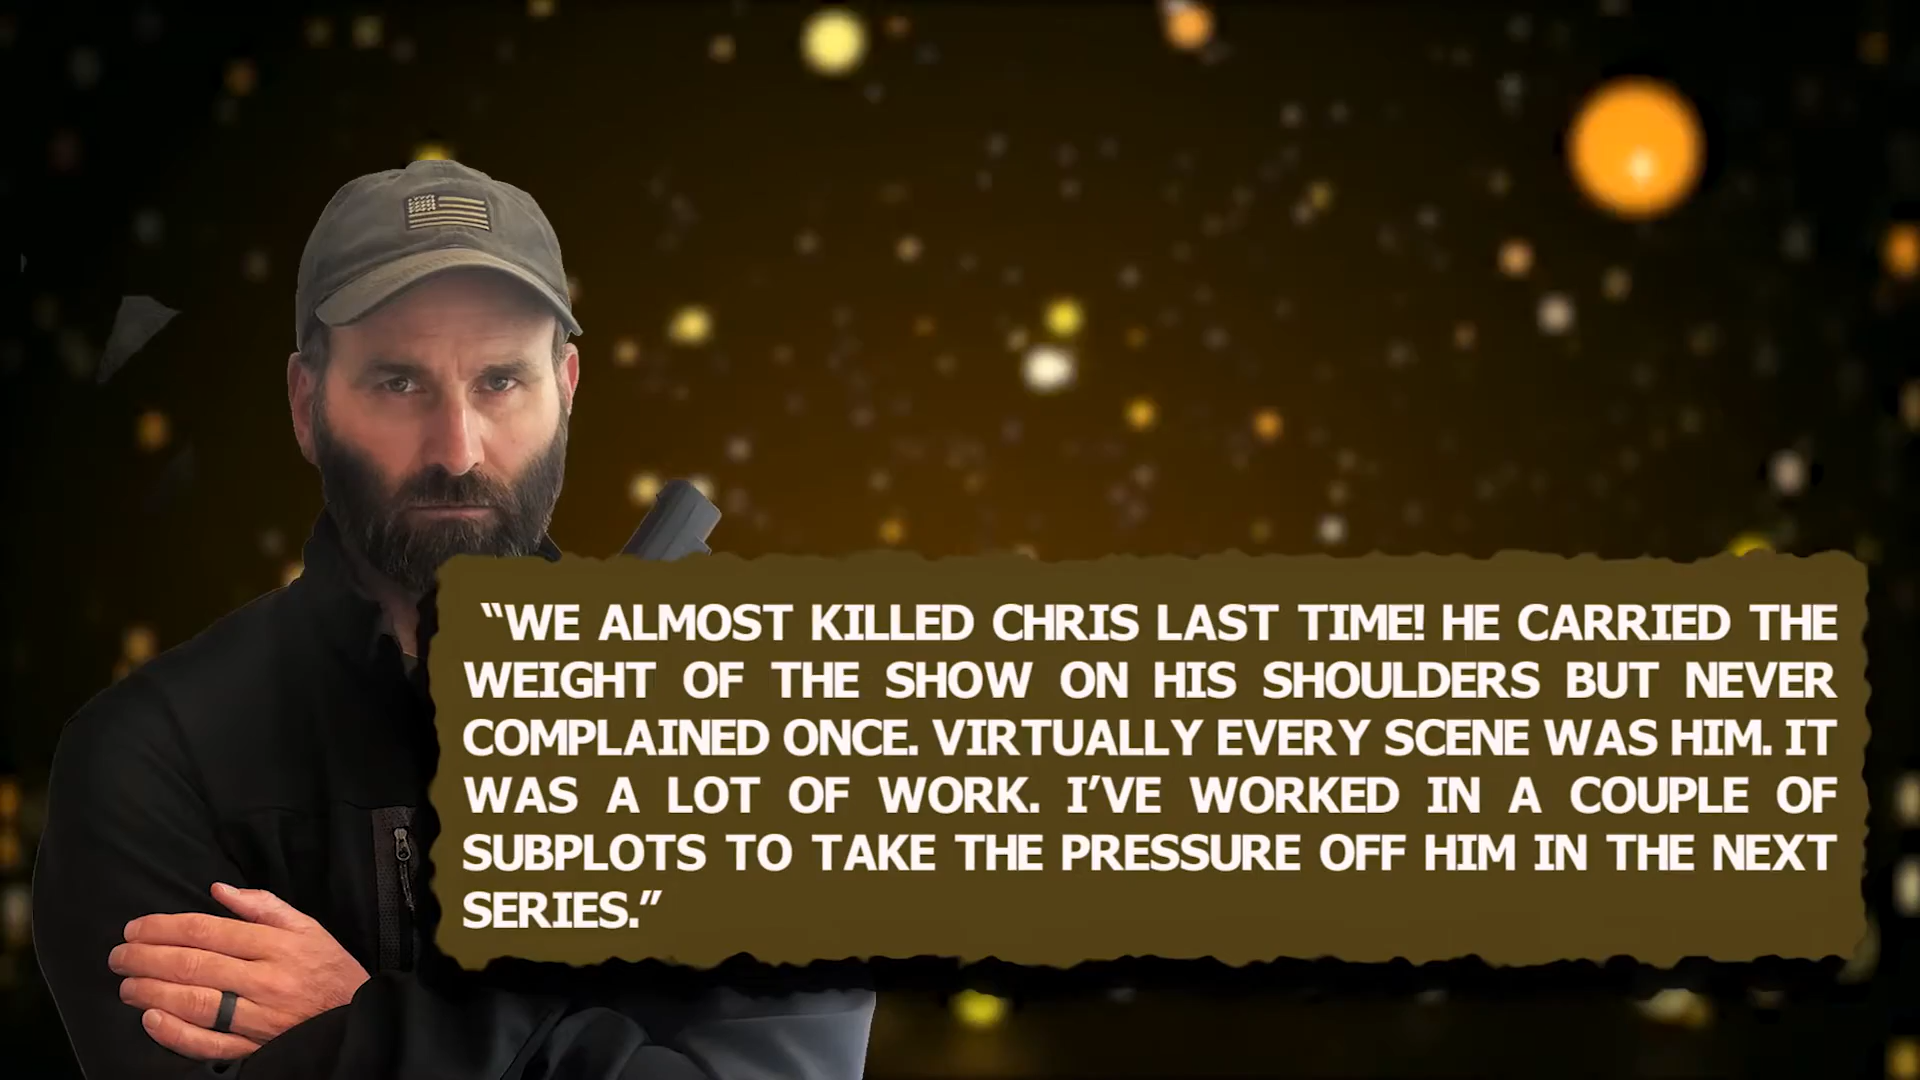 “WE ALMOST KILLED CHRIS LAST TIME! HE CARRIED THE
WEIGHT OF THE SHOW ON HIS SHOULDERS BUT NEVER
COMPLAINED ONCE. VIRTUALLY EVERY SCENE WAS HIM. IT
WAS A LOT OF WORK. I’VE WORKED IN A COUPLE OF
SUBPLOTS TO TAKE THE PRESSURE OFF HIM IN THE NEXT
SERIES.”